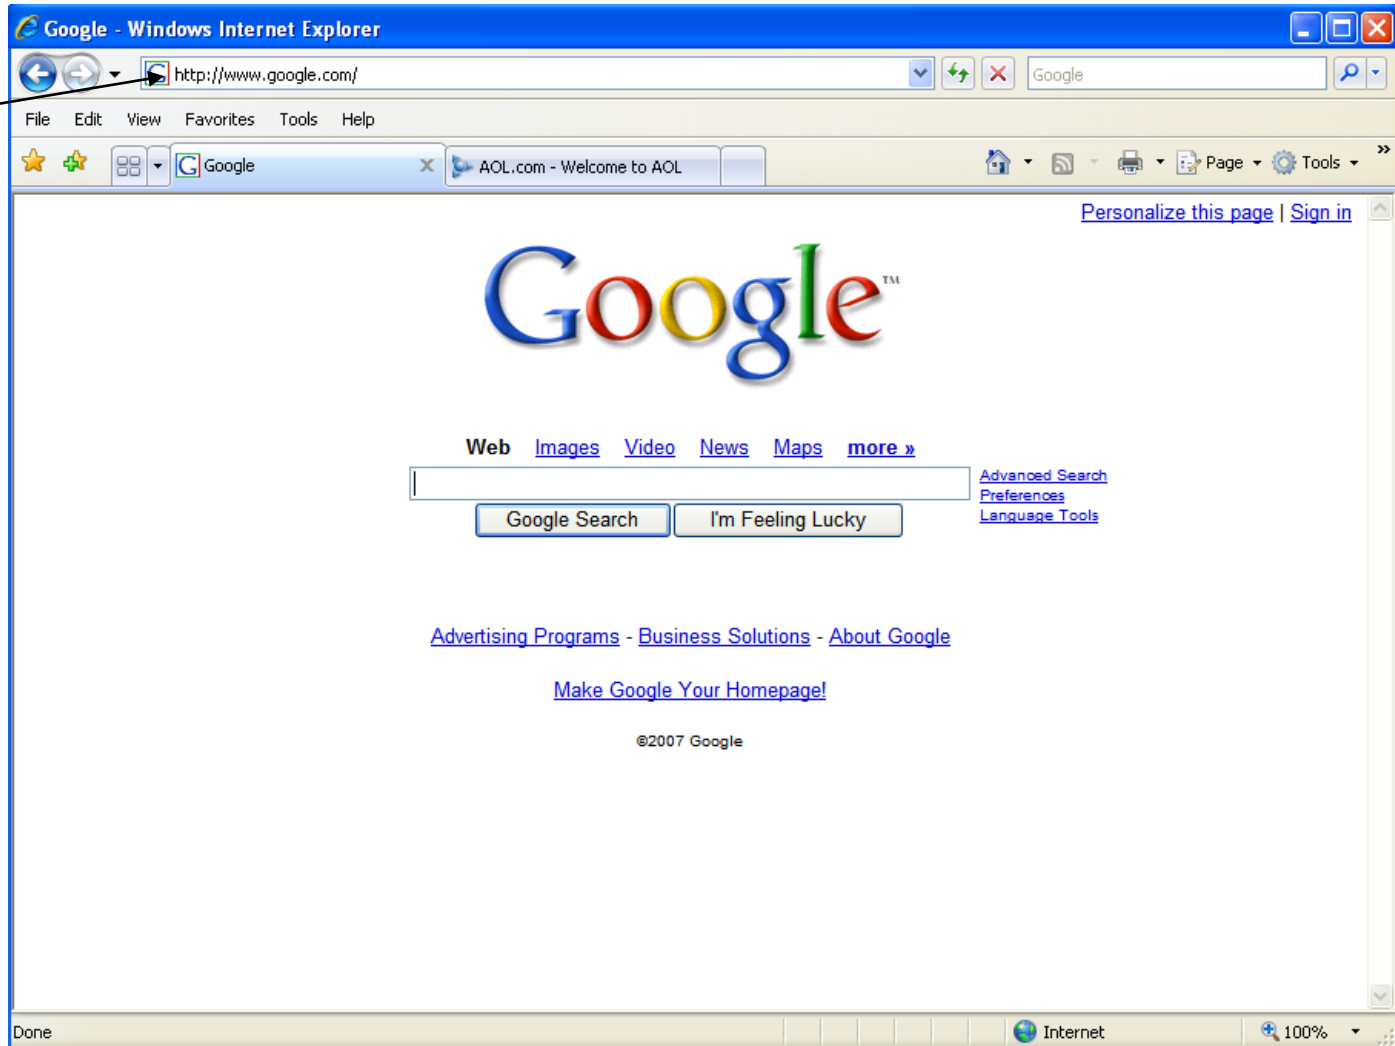 Google - Windows Internet Explorer
http://www.google.com/ Google
File Edit View Favorites Tools Help
Google AOL.com - Welcome to AOL Page Tools »
Personalize this page | Sign in
Google™
Web Images Video News Maps more »
Advanced Search
Preferences
Language Tools
Google Search I'm Feeling Lucky
Advertising Programs - Business Solutions - About Google
Make Google Your Homepage!
©2007 Google
Done Internet 100%